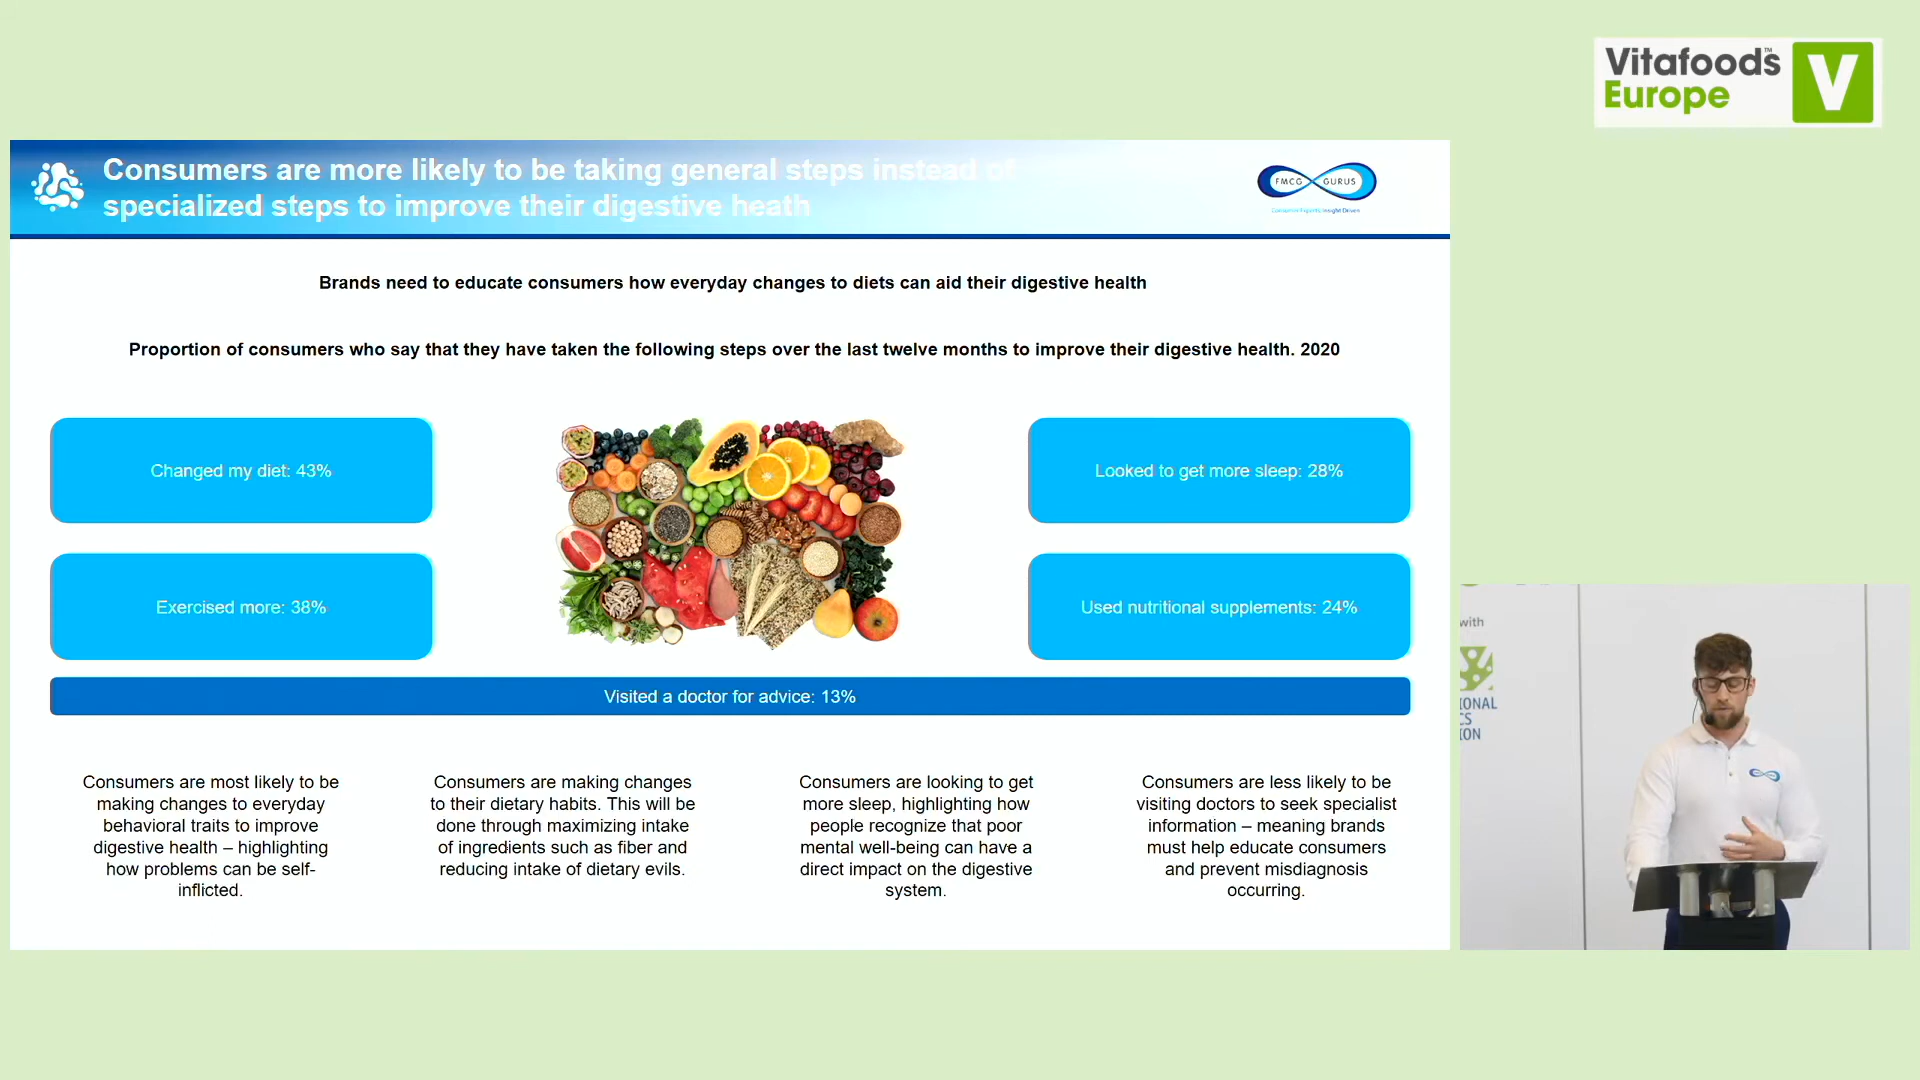 Vitafoods™
Europe
V
Consumers are more likely to be taking general steps instead of
specialized steps to improve their digestive heath
FMCG GURUS
Brands need to educate consumers how everyday changes to diets can aid their digestive health
Proportion of consumers who say that they have taken the following steps over the last twelve months to improve their digestive health. 2020
Changed my diet: 43%
Looked to get more sleep: 28%
Exercised more: 38%
Used nutritional supplements: 24%
Visited a doctor for advice: 13%
Consumers are most likely to be
making changes to everyday
behavioral traits to improve
digestive health – highlighting
how problems can be self-
inflicted.
Consumers are making changes
to their dietary habits. This will be
done through maximizing intake
of ingredients such as fiber and
reducing intake of dietary evils.
Consumers are looking to get
more sleep, highlighting how
people recognize that poor
mental well-being can have a
direct impact on the digestive
system.
Consumers are less likely to be
visiting doctors to seek specialist
information – meaning brands
must help educate consumers
and prevent misdiagnosis
occurring.
with
IONAL
CS
ION